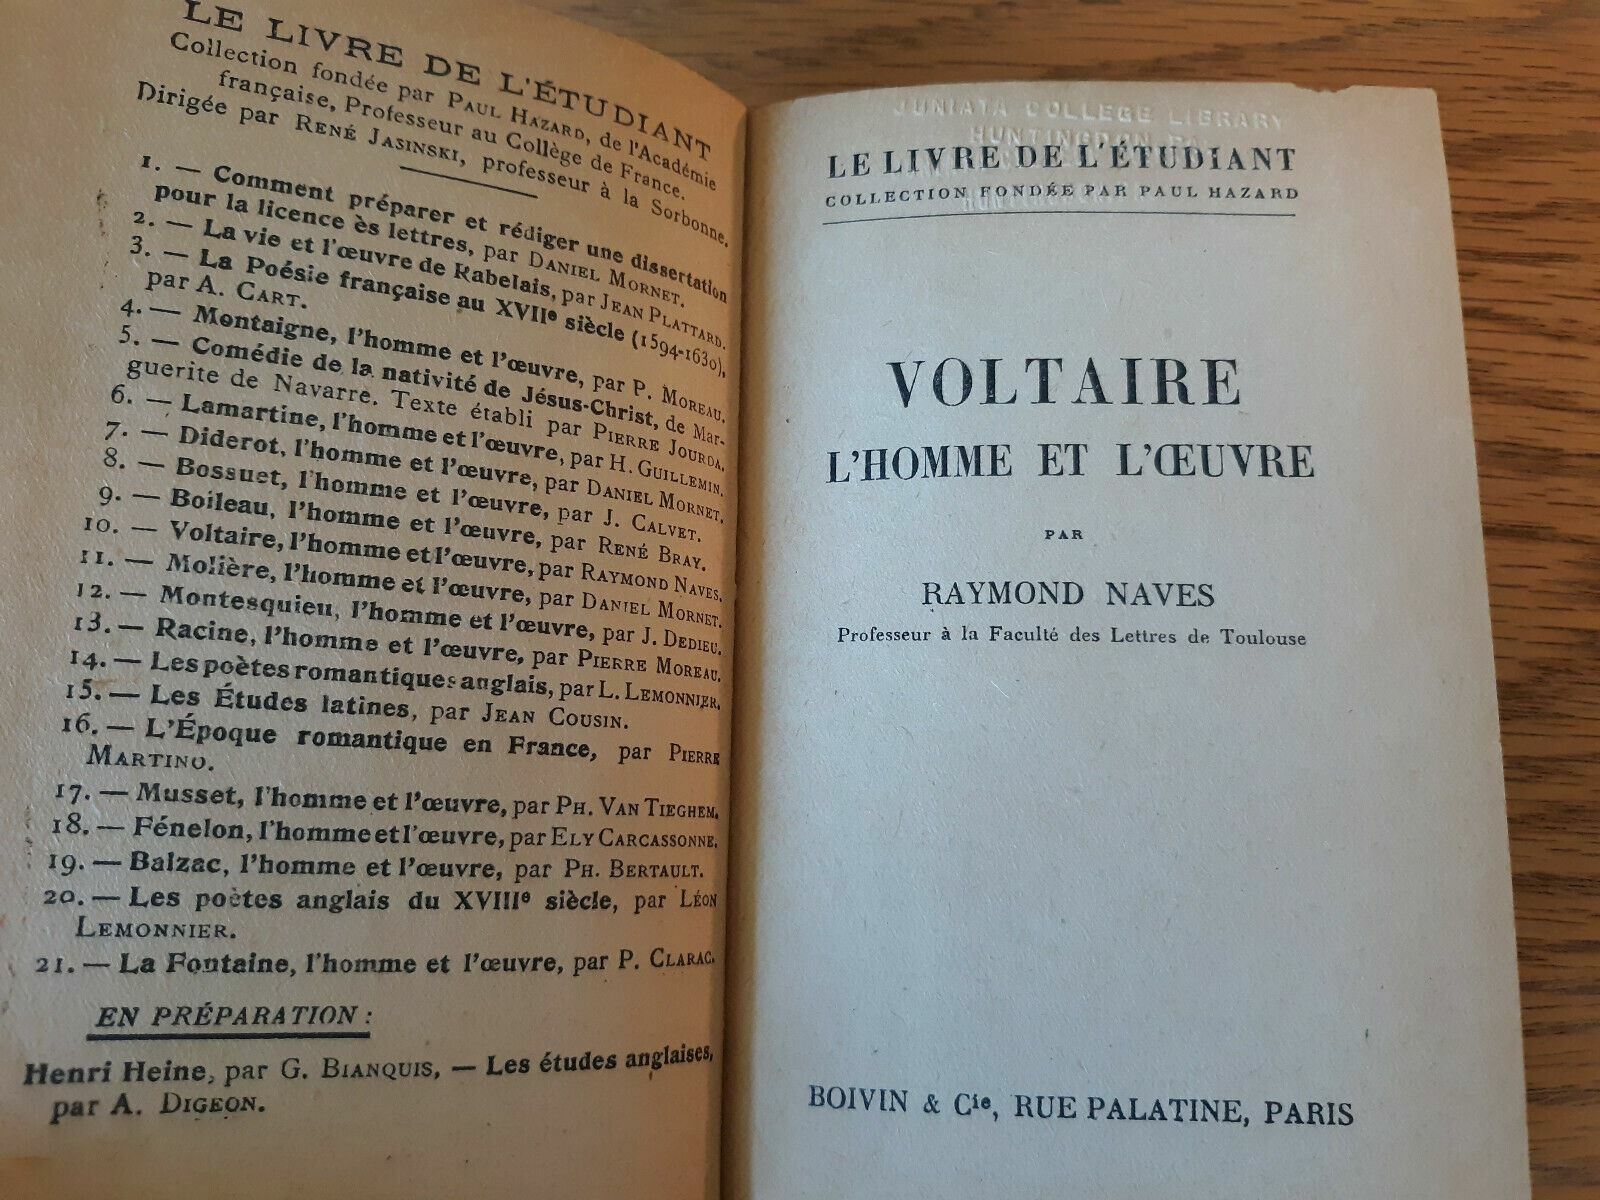 LE LIVRE DE L'ÉTUDIANT
Collection fondée par PAUL HAZARD, de l'Académie
française, Professeur au Collège de France.
Dirigée par RENÉ JASINSKI, professeur à la Sorbonne.
1. — Comment préparer et rédiger une dissertation
pour la licence ès lettres, par DANIEL MORNET.
2. — La vie et l'œuvre de Rabelais, par JEAN PLATTARD.
3. — La Poésie française au XVIIe siècle (1594-1630),
par A. CART.
4. — Montaigne, l'homme et l'œuvre, par P. MOREAU.
5. — Comédie de la nativité de Jésus-Christ, de Mar-
guerite de Navarre. Texte établi par PIERRE JOURDA.
6. — Lamartine, l'homme et l'œuvre, par H. GUILLEMIN.
7. — Diderot, l'homme et l'œuvre, par DANIEL MORNET.
8. — Bossuet, l'homme et l'œuvre, par J. CALVET.
9. — Boileau, l'homme et l'œuvre, par RENÉ BRAY.
10. — Voltaire, l'homme et l'œuvre, par RAYMOND NAVES.
11. — Molière, l'homme et l'œuvre, par DANIEL MORNET.
12. — Montesquieu, l'homme et l'œuvre, par J. DEDIEU.
13. — Racine, l'homme et l'œuvre, par PIERRE MOREAU.
14. — Les poètes romantiques anglais, par L. LEMONNIER.
15. — Les Études latines, par JEAN COUSIN.
16. — L'Époque romantique en France, par PIERRE
MARTINO.
17. — Musset, l'homme et l'œuvre, par PH. VAN TIEGHEM.
18. — Fénelon, l'homme et l'œuvre, par ELY CARCASSONNE.
19. — Balzac, l'homme et l'œuvre, par PH. BERTAULT.
20. — Les poètes anglais du XVIIIe siècle, par LÉON
LEMONNIER.
21. — La Fontaine, l'homme et l'œuvre, par P. CLARAC.
EN PRÉPARATION :
Henri Heine, par G. BIANQUIS, — Les études anglaises,
par A. DIGEON.
JUNIATA COLLEGE LIBRARY
HUNTINGDON PA.
LE LIVRE DE L'ÉTUDIANT
COLLECTION FONDÉE PAR PAUL HAZARD
VOLTAIRE
L'HOMME ET L'ŒUVRE
PAR
RAYMOND NAVES
Professeur à la Faculté des Lettres de Toulouse
BOIVIN & Cie, RUE PALATINE, PARIS